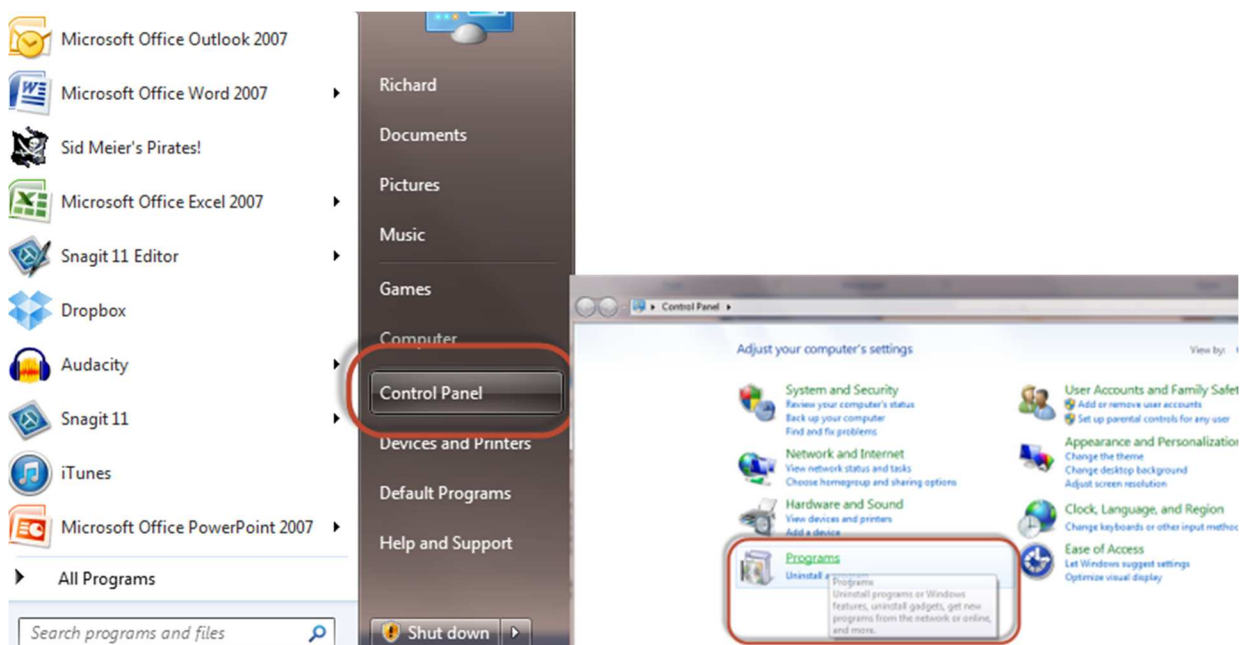 Microsoft Office Outlook 2007
Microsoft Office Word 2007
Sid Meier's Pirates!
Microsoft Office Excel 2007
Snagit 11 Editor
Dropbox
Audacity
Snagit 11
iTunes
Microsoft Office PowerPoint 2007
All Programs
Search programs and files
Richard
Documents
Pictures
Music
Games
Computer
Control Panel
Devices and Printers
Default Programs
Help and Support
Shut down
Control Panel
Adjust your computer's settings
View by:
System and Security
Review your computer's status
Back up your computer
Find and fix problems
Network and Internet
View network status and tasks
Choose homegroup and sharing options
Hardware and Sound
View devices and printers
Add a device
Programs
Uninstall a
Programs
Uninstall programs or Windows
features, uninstall gadgets, get new
programs from the network or online,
and more.
User Accounts and Family Safet
Add or remove user accounts
Set up parental controls for any user
Appearance and Personalization
Change the theme
Change desktop background
Adjust screen resolution
Clock, Language, and Region
Change keyboards or other input method
Ease of Access
Let Windows suggest settings
Optimize visual display